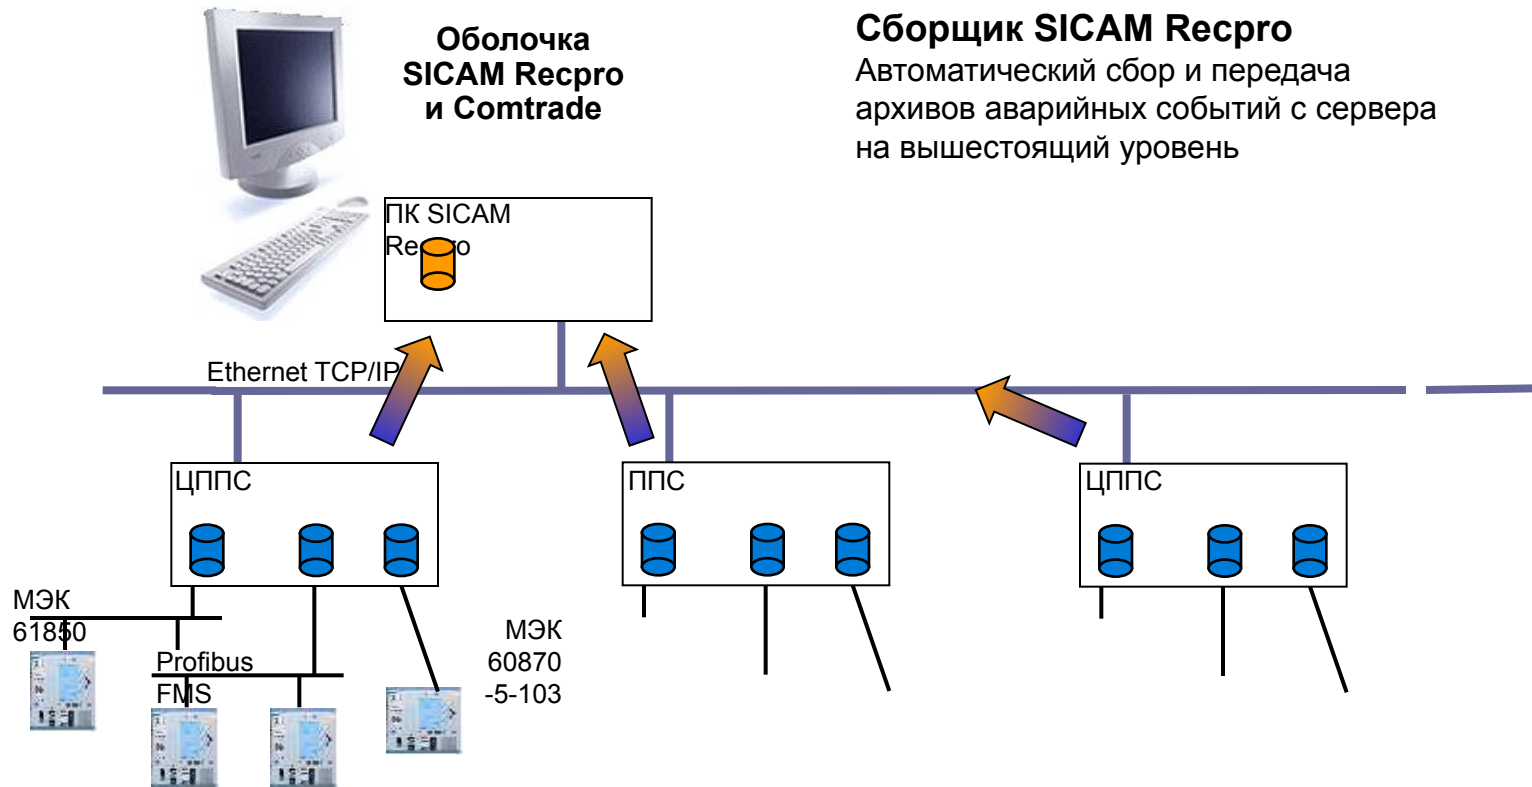 Оболочка
SICAM Recpro
и Comtrade
Сборщик SICAM Recpro
Автоматический сбор и передача
архивов аварийных событий с сервера
на вышестоящий уровень
ПК SICAM
Recpro
Ethernet TCP/IP
ЦППС
ППС
ЦППС
МЭК
61850
Profibus
FMS
МЭК
60870
-5-103